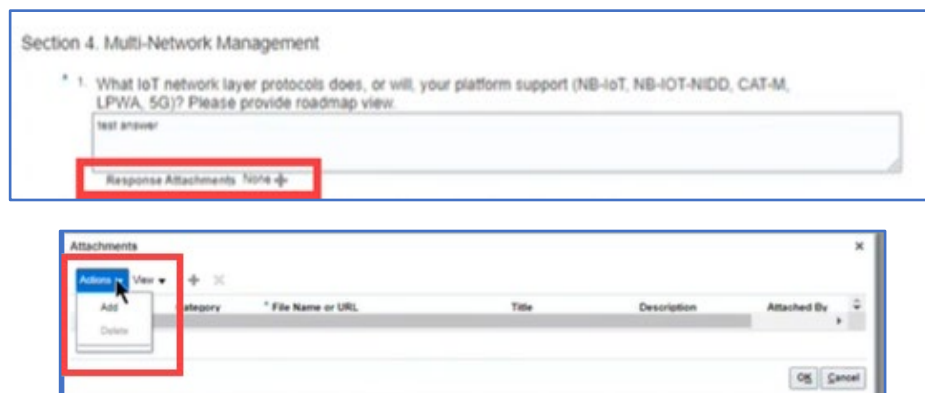 Section 4. Multi-Network Management
* 1. What IoT network layer protocols does, or will, your platform support (NB-IoT, NB-IOT-NIDD, CAT-M,
LPWA, 5G)? Please provide roadmap view.
test answer
Response Attachments None
Attachments
Actions View
Add Category * File Name or URL Title Description Attached By
Delete
OK Cancel